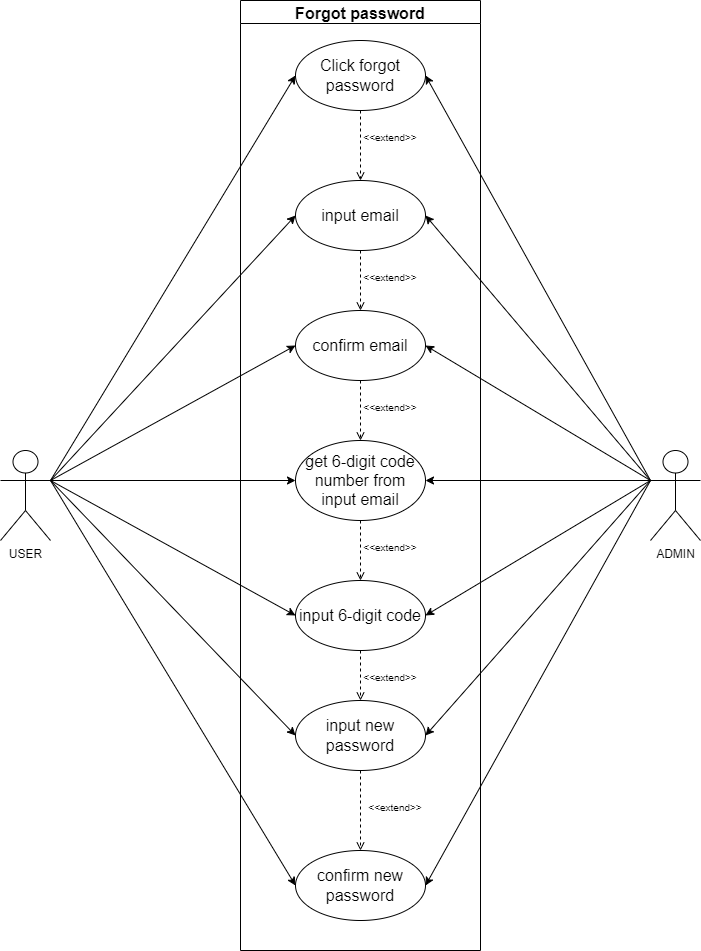 Forgot password
Click forgot
password
<<extend>>
input email
<<extend>>
confirm email
<<extend>>
get 6-digit code
number from
input email
USER
ADMIN
<<extend>>
input 6-digit code
<<extend>>
input new
password
<<extend>>
confirm new
password